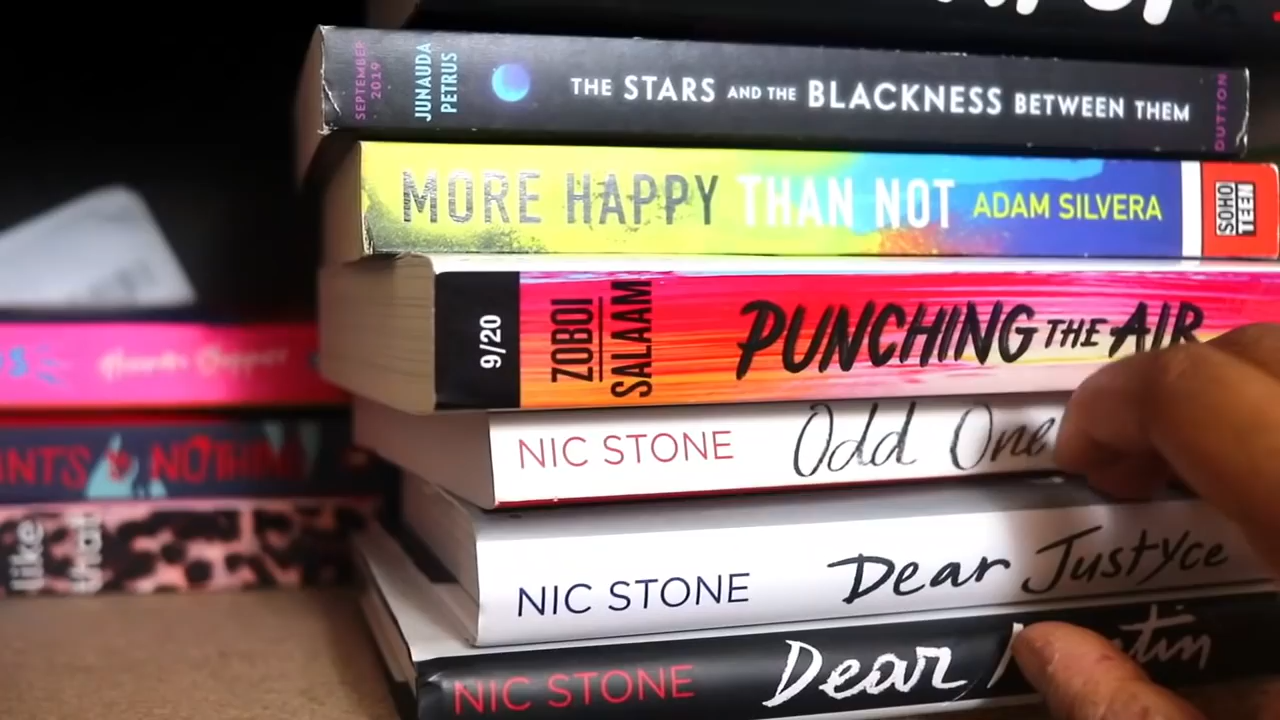 SEPTEMBER 2019 JUNAUDA PETRUS THE STARS AND THE BLACKNESS BETWEEN THEM DUTTON
MORE HAPPY THAN NOT ADAM SILVERA SOHO TEEN
9/20 ZOBOI SALAAM PUNCHING THE AIR
NIC STONE Odd One
NIC STONE Dear Justyce
NIC STONE Dear
like that